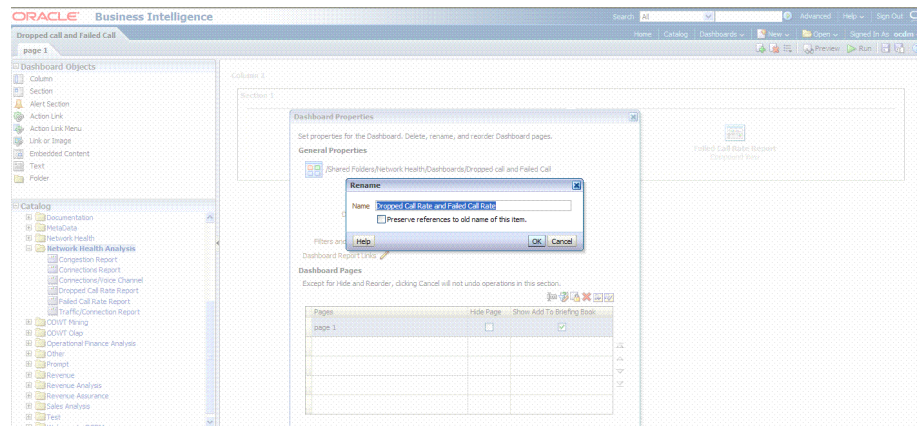 ORACLE Business Intelligence
Search All Advanced Help Sign Out
Dropped call and Failed Call
Home Catalog Dashboards New Open Signed In As
page 1
Preview Run
Dashboard Objects
Column
Section
Alert Section
Action Link
Action Link Menu
Link or Image
Embedded Content
Text
Folder
Column 1
Section 1
Failed Call Rate Report
Catalog
Documentation
MetaData
Network Health
Network Health Analysis
Congestion Report
Connections Report
Connections/Voice Channel
Dropped Call Rate Report
Failed Call Rate Report
Traffic/Connection Report
ODWT Mining
ODWT Olap
Operational Finance Analysis
Other
Prompt
Revenue
Revenue Analysis
Revenue Assurance
Sales Analysis
Test
Dashboard Properties
Set properties for the Dashboard. Delete, rename, and reorder Dashboard pages.
General Properties
/Shared Folders/Network Health/Dashboards/Dropped call and Failed Call
Rename
Name Dropped Call Rate and Failed Call Rate
Preserve references to old name of this item.
Help OK Cancel
Filters and
Dashboard Report Links
Dashboard Pages
Except for Hide and Reorder, clicking Cancel will not undo operations in this section.
Pages Hide Page Show Add To Briefing Book
page 1